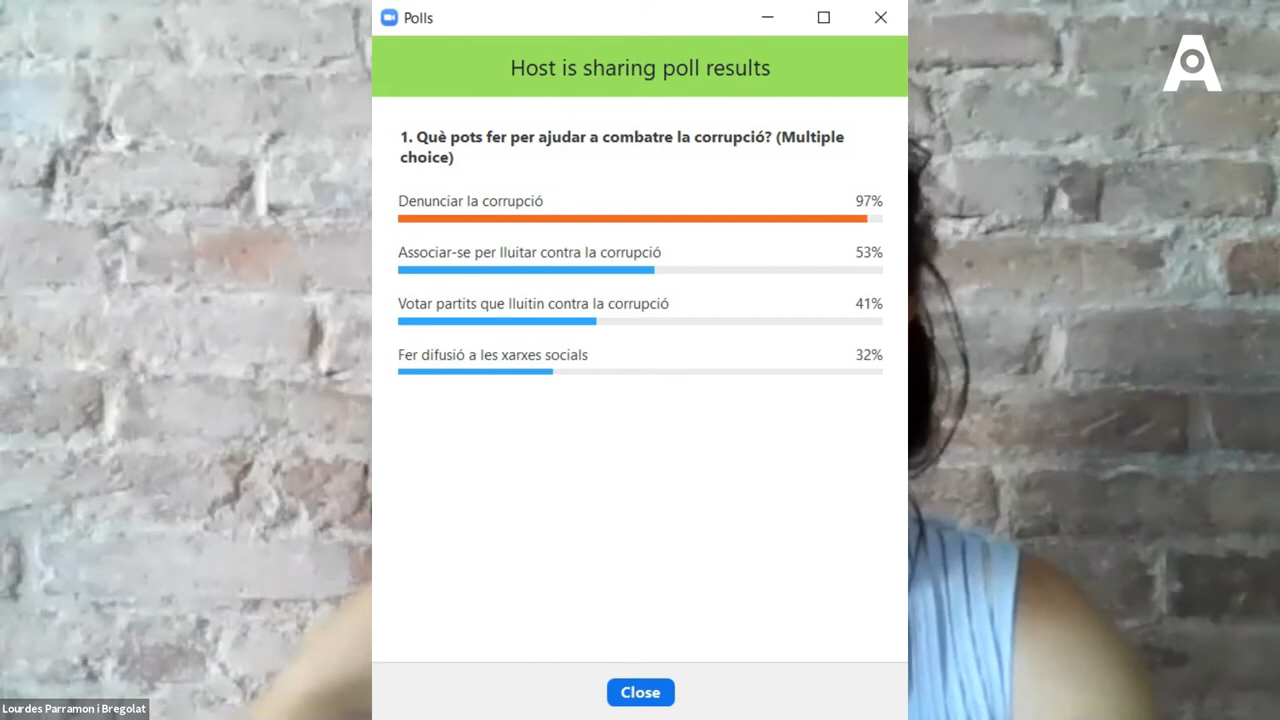 Polls
Host is sharing poll results
1. Què pots fer per ajudar a combatre la corrupció? (Multiple
choice)
Denunciar la corrupció 97%
Associar-se per lluitar contra la corrupció 53%
Votar partits que lluitin contra la corrupció 41%
Fer difusió a les xarxes socials 32%
Close
Lourdes Parramon i Bregolat